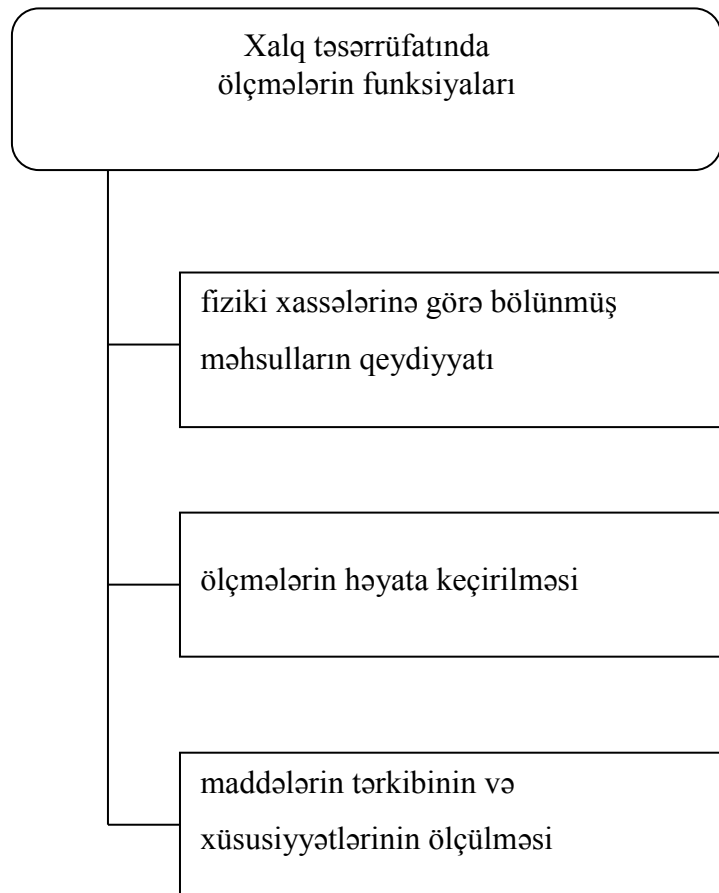 Xalq təsərrüfatında
ölçmələrin funksiyaları
fiziki xassələrinə görə bölünmüş
məhsulların qeydiyyatı
ölçmələrin həyata keçirilməsi
maddələrin tərkibinin və
xüsusiyyətlərinin ölçülməsi